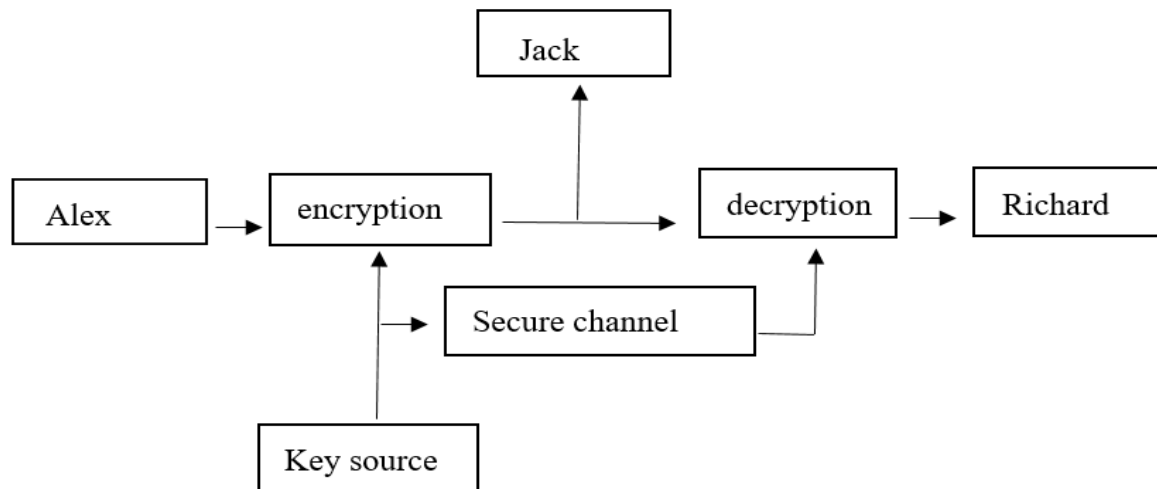 Jack
Alex
encryption
decryption
Richard
Secure channel
Key source